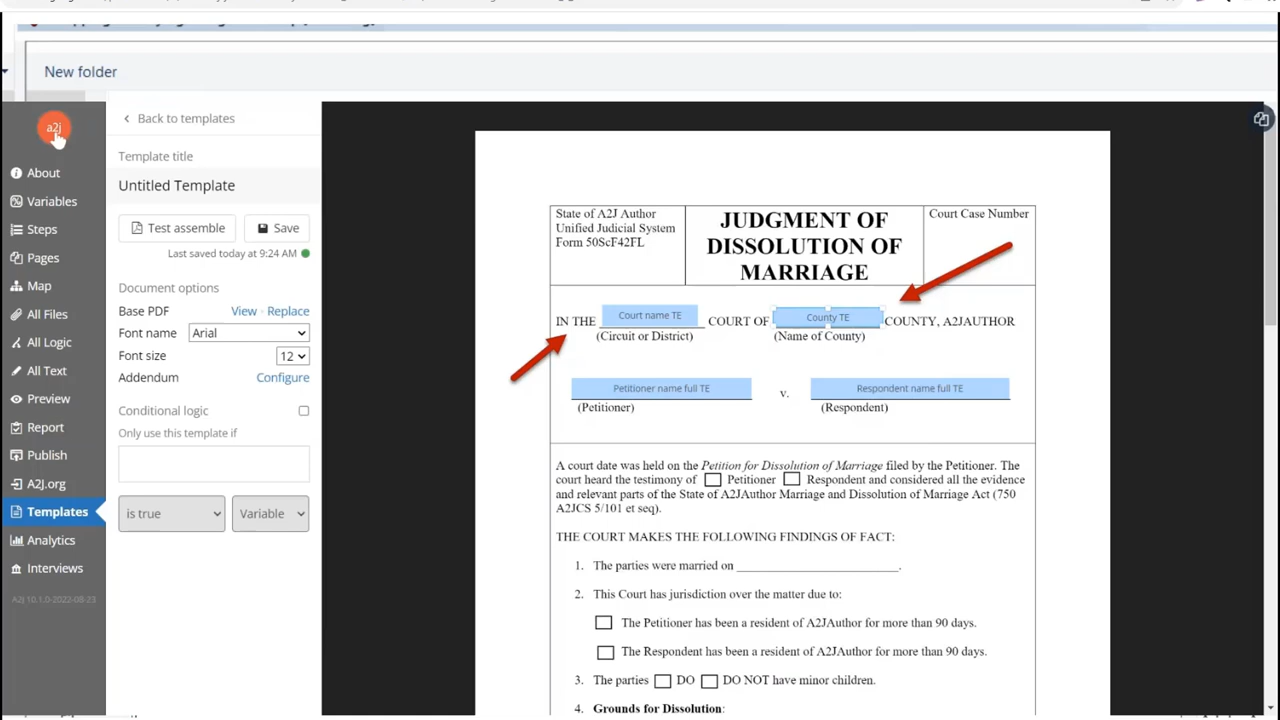 New folder
a2j
About
Variables
Steps
Pages
Map
All Files
All Logic
All Text
Preview
Report
Publish
A2J.org
Templates
Analytics
Interviews
A2J 10.1.0-2022-08-23
Back to templates
Template title
Untitled Template
Test assemble
Save
Last saved today at 9:24 AM
Document options
Base PDF View · Replace
Font name Arial
Font size 12
Addendum Configure
Conditional logic
Only use this template if
is true Variable
State of A2J Author
Unified Judicial System
Form 50ScF42FL
JUDGMENT OF
DISSOLUTION OF
MARRIAGE
Court Case Number
IN THE Court name TE COURT OF County TE COUNTY, A2JAUTHOR
(Circuit or District) (Name of County)
Petitioner name full TE v. Respondent name full TE
(Petitioner) (Respondent)
A court date was held on the Petition for Dissolution of Marriage filed by the Petitioner. The
court heard the testimony of Petitioner Respondent and considered all the evidence
and relevant parts of the State of A2JAuthor Marriage and Dissolution of Marriage Act (750
A2JCS 5/101 et seq).
THE COURT MAKES THE FOLLOWING FINDINGS OF FACT:
1. The parties were married on ________________________.
2. This Court has jurisdiction over the matter due to:
The Petitioner has been a resident of A2JAuthor for more than 90 days.
The Respondent has been a resident of A2JAuthor for more than 90 days.
3. The parties DO DO NOT have minor children.
4. Grounds for Dissolution: